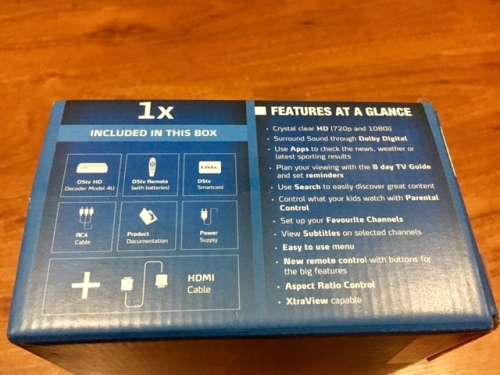 1x
INCLUDED IN THIS BOX
DStv HD
Decoder Model 4U
DStv Remote
(with batteries)
DStv
Smartcard
RCA
Cable
Product
Documentation
Power
Supply
+
HDMI
Cable
FEATURES AT A GLANCE
• Crystal clear HD (720p and 1080i)
• Surround Sound through Dolby Digital
• Use Apps to check the news, weather or
latest sporting results
• Plan your viewing with the 8 day TV Guide
and set reminders
• Use Search to easily discover great content
• Control what your kids watch with Parental
Control
• Set up your Favourite Channels
• View Subtitles on selected channels
• Easy to use menu
• New remote control with buttons for
the big features
• Aspect Ratio Control
• XtraView capable